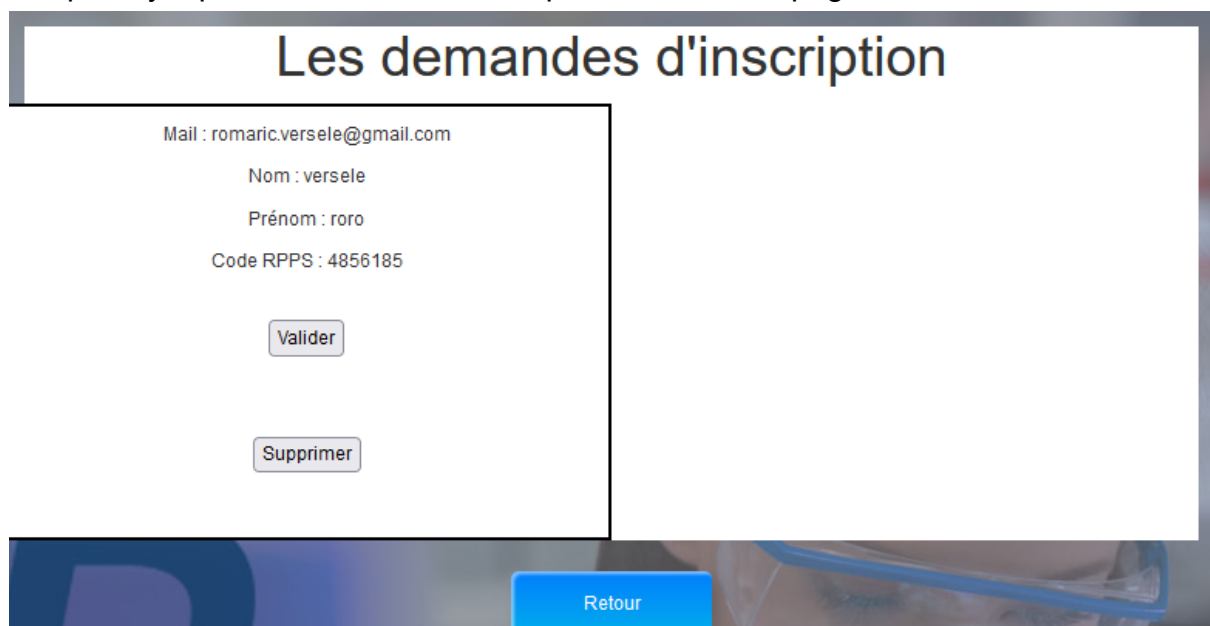 Les demandes d'inscription
Mail : romaric.versele@gmail.com
Nom : versele
Prénom : roro
Code RPPS : 4856185
Valider
Supprimer
Retour